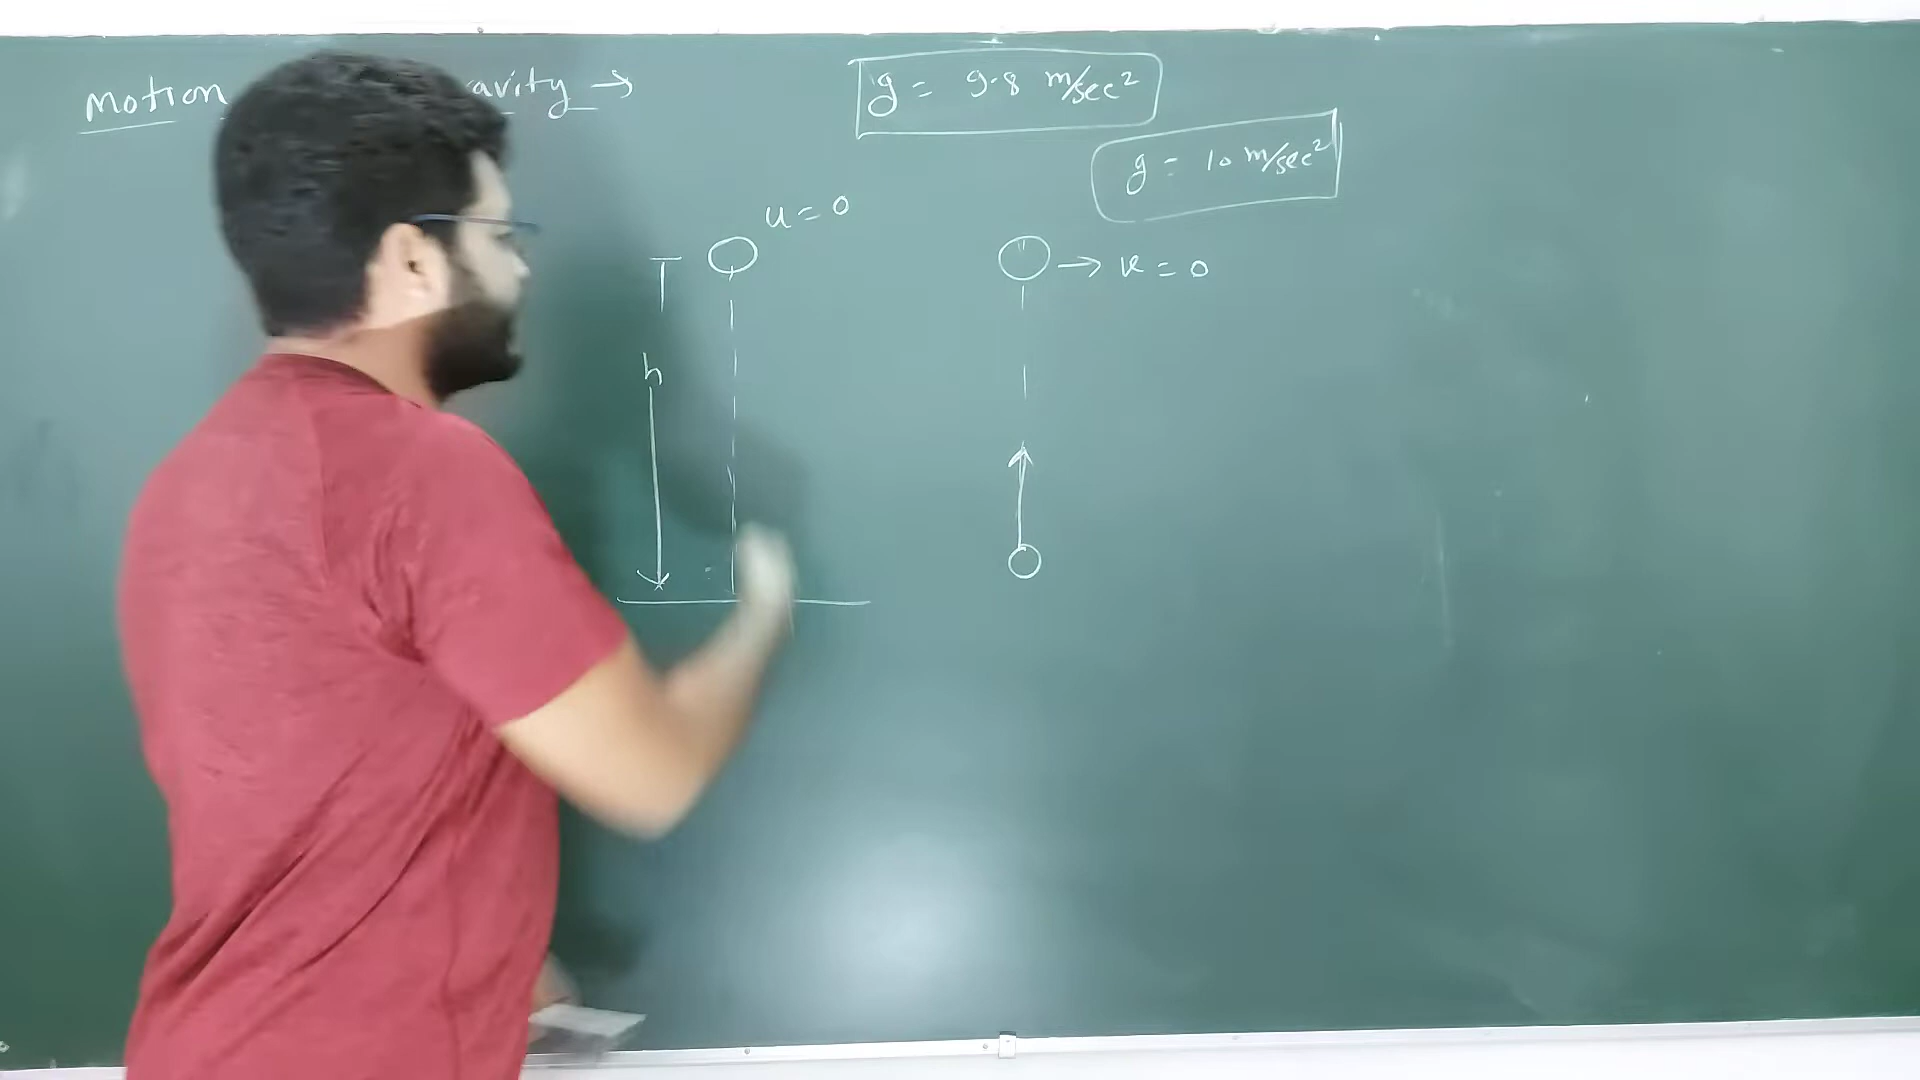 Motion avity →
g = 9.8 m/sec²
g = 10 m/sec²
u = 0
→ v = 0
h